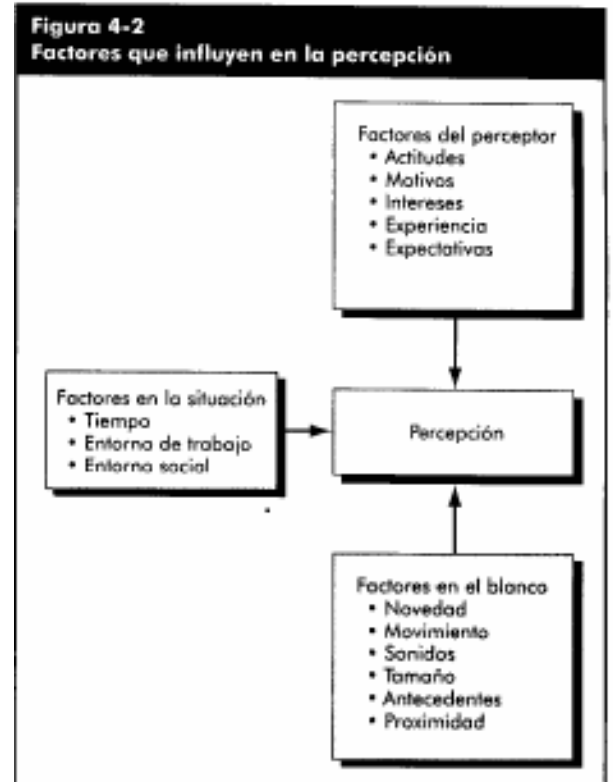 Figura 4-2
Factores que influyen en la percepción
Factores del perceptor
• Actitudes
• Motivos
• Intereses
• Experiencia
• Expectativas
Factores en la situación
• Tiempo
• Entorno de trabajo
• Entorno social
Percepción
Factores en el blanco
• Novedad
• Movimiento
• Sonidos
• Tamaño
• Antecedentes
• Proximidad